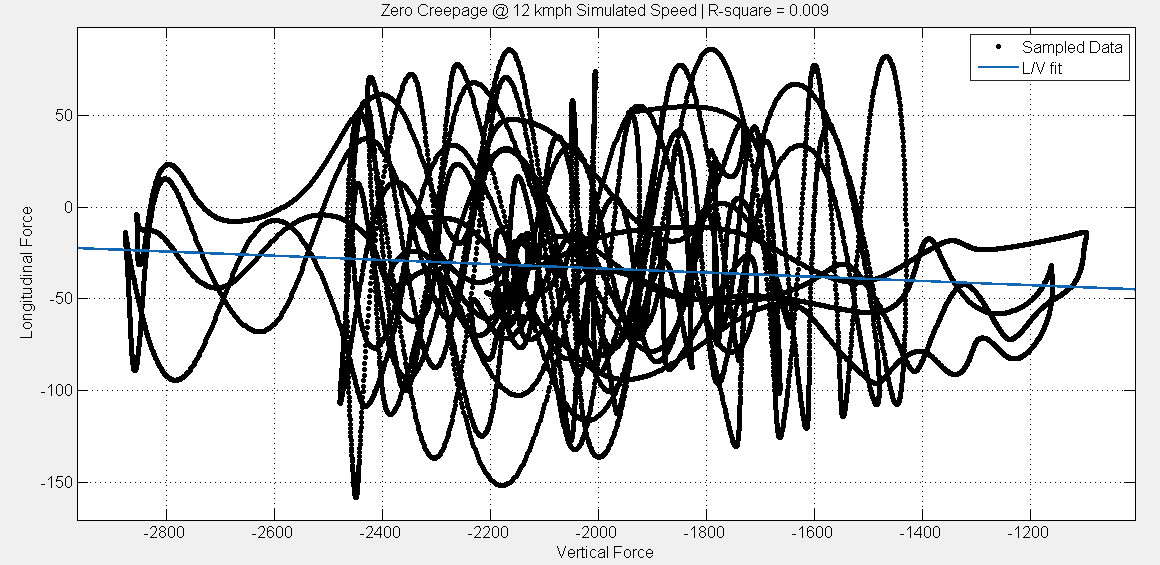 Zero Creepage @ 12 kmph Simulated Speed | R-square = 0.009
Sampled Data
L/V fit
50
0
-50
-100
-150
Longitudinal Force
-2800 -2600 -2400 -2200 -2000 -1800 -1600 -1400 -1200
Vertical Force